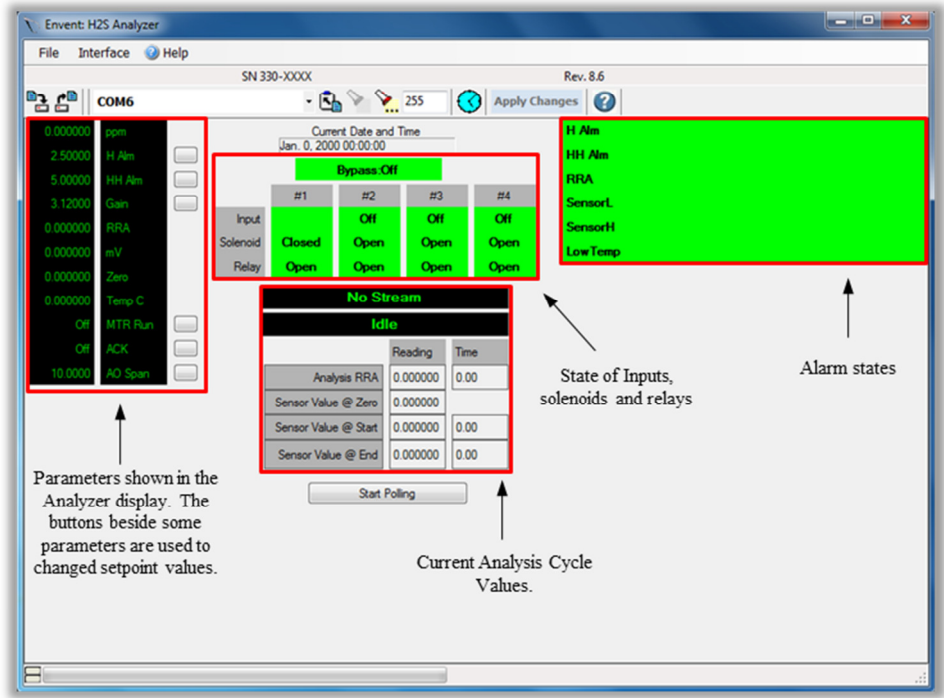 Envent: H2S Analyzer
File Interface Help
SN 330-XXXX Rev. 8.6
COM6 255 Apply Changes
0.000000 ppm
2.50000 H Alm
5.00000 HH Alm
3.12000 Gain
0.000000 RRA
0.000000 mV
0.000000 Zero
0.000000 Temp C
Off MTR Run
Off ACK
10.0000 AO Span
Current Date and Time
Jan. 0, 2000 00:00:00
Bypass:Off
#1 #2 #3 #4
Input Off Off Off
Solenoid Closed Open Open Open
Relay Open Open Open Open
No Stream
Idle
Reading Time
Analysis RRA 0.000000 0.00
Sensor Value @ Zero 0.000000
Sensor Value @ Start 0.000000 0.00
Sensor Value @ End 0.000000 0.00
Start Polling
H Alm
HH Alm
RRA
SensorL
SensorH
LowTemp
Parameters shown in the
Analyzer display. The
buttons beside some
parameters are used to
changed setpoint values.
State of Inputs,
solenoids and relays
Alarm states
Current Analysis Cycle
Values.